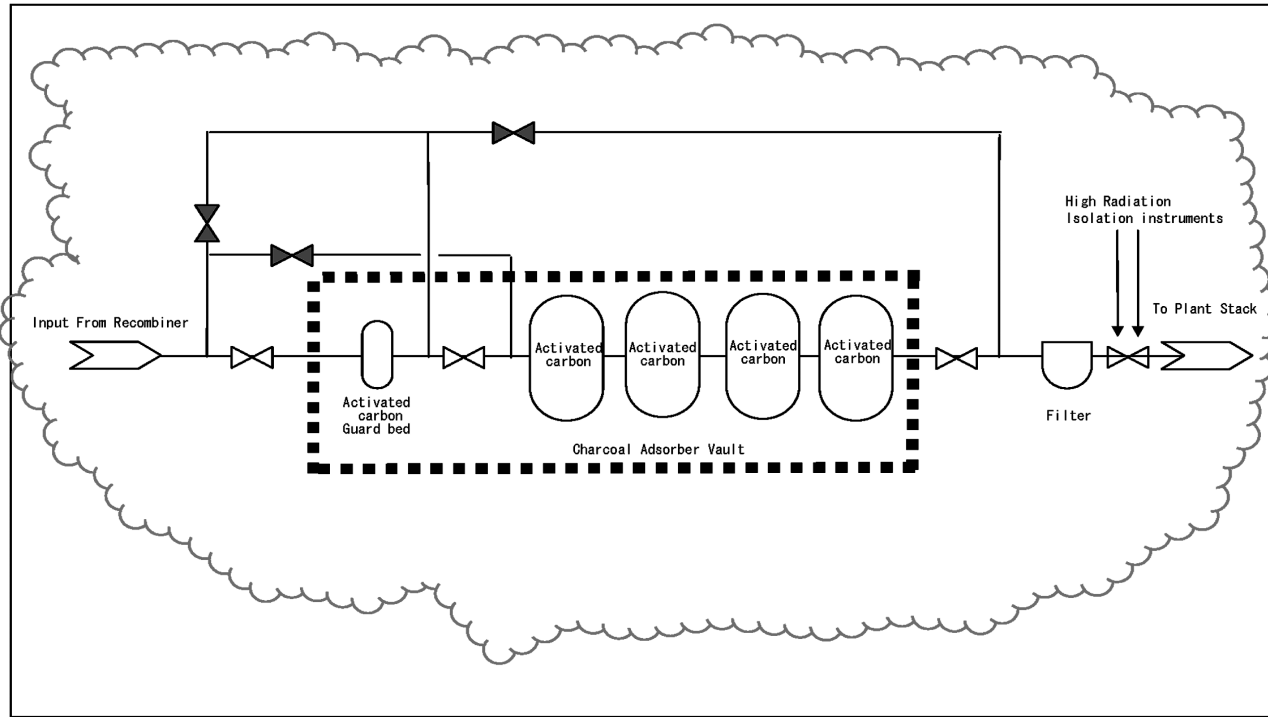 High Radiation
Isolation instruments
Input From Recombiner
To Plant Stack
Activated
carbon
Activated
carbon
Activated
carbon
Activated
carbon
Activated
carbon
Guard bed
Filter
Charcoal Adsorber Vault